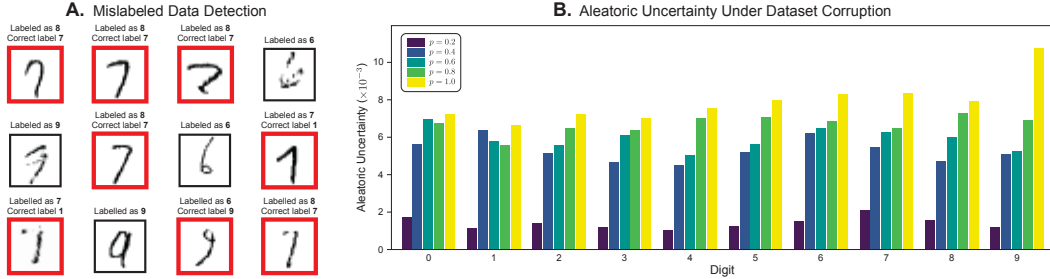 A. Mislabeled Data Detection
Labeled as 8
Correct label 7
Labeled as 8
Correct label 7
Labeled as 8
Correct label 7
Labeled as 6
Labeled as 9
Labeled as 8
Correct label 7
Labeled as 6
Labeled as 7
Correct label 1
Labelled as 7
Correct label 1
Labelled as 9
Labelled as 6
Correct label 9
Labelled as 8
Correct label 7
B. Aleatoric Uncertainty Under Dataset Corruption
Aleatoric Uncertainty (×10⁻³)
10
8
6
4
2
0
p = 0.2
p = 0.4
p = 0.6
p = 0.8
p = 1.0
0 1 2 3 4 5 6 7 8 9
Digit